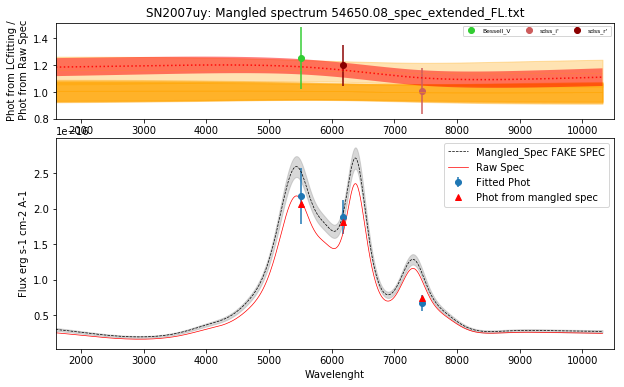 SN2007uy: Mangled spectrum 54650.08_spec_extended_FL.txt
Phot from LCfitting /
Phot from Raw Spec
1.4
1.2
1.0
0.8
Bessell_V
sdss_i'
sdss_r'
2000 3000 4000 5000 6000 7000 8000 9000 10000
Flux erg s-1 cm-2 A-1
2.5
2.0
1.5
1.0
0.5
Mangled_Spec FAKE SPEC
Raw Spec
Fitted Phot
Phot from mangled spec
2000 3000 4000 5000 6000 7000 8000 9000 10000
Wavelenght